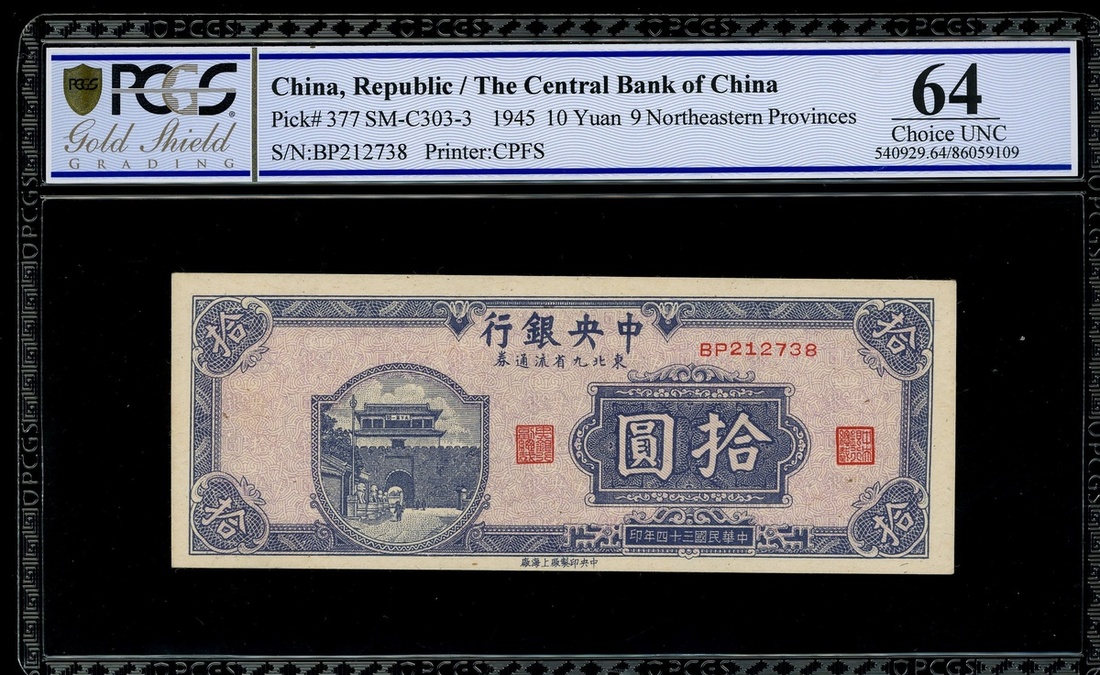 PCGS
PCGS
Gold Shield
GRADING
China, Republic / The Central Bank of China
Pick# 377 SM-C303-3 1945 10 Yuan 9 Northeastern Provinces
S/N:BP212738 Printer:CPFS
64
Choice UNC
540929.64/86059109
拾
拾
行銀央中
券通流省九北東
BP212738
圓拾
拾
拾
印年四十三國民華中
廠海上廠製印央中